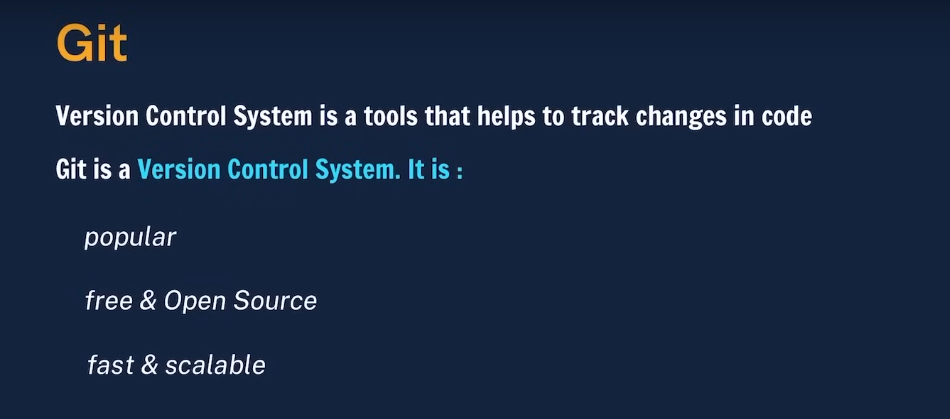 Git
Version Control System is a tools that helps to track changes in code
Git is a Version Control System. It is :
popular
free & Open Source
fast & scalable